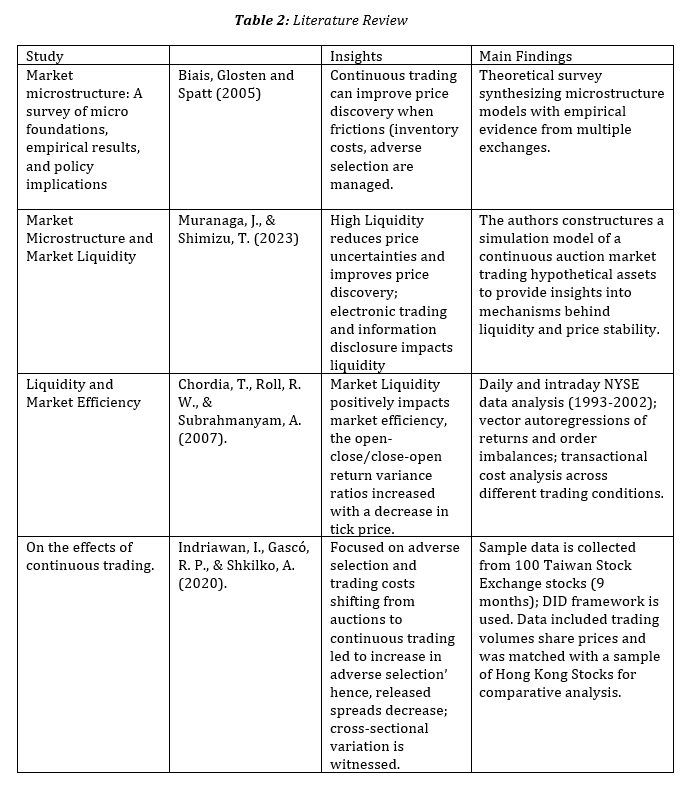 Table 2: Literature Review
Study
Insights
Main Findings
Market
microstructure: A
survey of micro
foundations,
empirical results,
and policy
implications
Biais, Glosten and
Spatt (2005)
Continuous trading
can improve price
discovery when
frictions (inventory
costs, adverse
selection are
managed.
Theoretical survey
synthesizing microstructure
models with empirical
evidence from multiple
exchanges.
Market
Microstructure and
Market Liquidity
Muranaga, J., &
Shimizu, T. (2023)
High Liquidity
reduces price
uncertainties and
improves price
discovery;
electronic trading
and information
disclosure impacts
liquidity
The authors constructures a
simulation model of a
continuous auction market
trading hypothetical assets
to provide insights into
mechanisms behind
liquidity and price stability.
Liquidity and
Market Efficiency
Chordia, T., Roll, R.
W., &
Subrahmanyam, A.
(2007).
Market Liquidity
positively impacts
market efficiency,
the open-
close/close-open
return variance
ratios increased
with a decrease in
tick price.
Daily and intraday NYSE
data analysis (1993-2002);
vector autoregressions of
returns and order
imbalances; transactional
cost analysis across
different trading conditions.
On the effects of
continuous trading.
Indriawan, I., Gascó,
R. P., & Shkilko, A.
(2020).
Focused on adverse
selection and
trading costs
shifting from
auctions to
continuous trading
led to increase in
adverse selection’
hence, released
spreads decrease;
cross-sectional
variation is
witnessed.
Sample data is collected
from 100 Taiwan Stock
Exchange stocks (9
months); DID framework is
used. Data included trading
volumes share prices and
was matched with a sample
of Hong Kong Stocks for
comparative analysis.